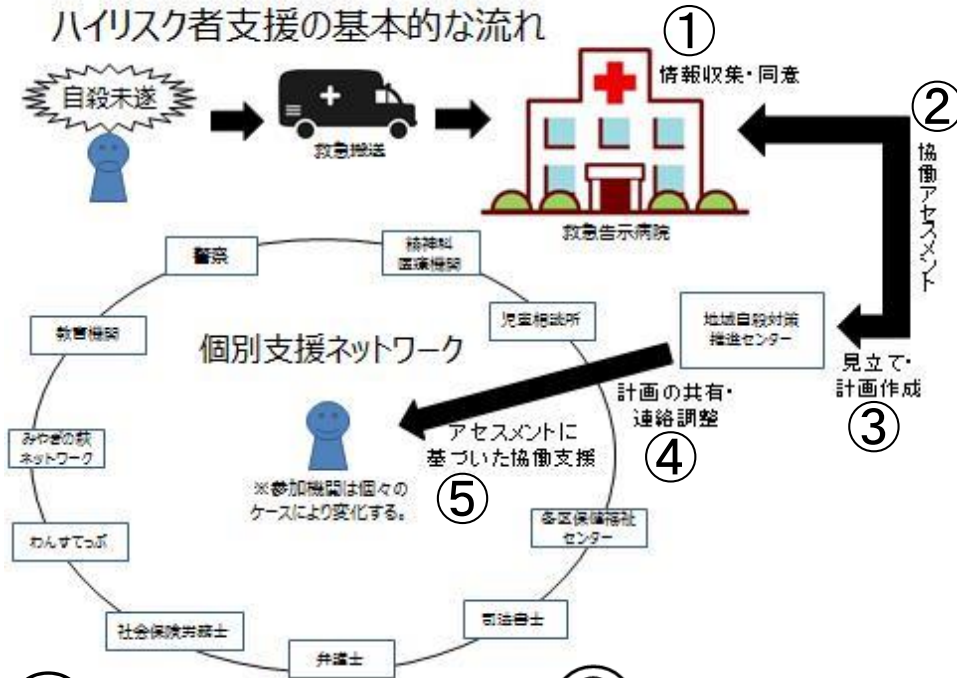 ハイリスク者支援の基本的な流れ
自殺未遂
救急搬送
①
情報収集・同意
救急告示病院
②
協働アセスメント
地域自殺対策
推進センター
見立て・
計画作成
③
計画の共有・
連絡調整
④
アセスメントに
基づいた協働支援
⑤
個別支援ネットワーク
※参加機関は個々の
ケースにより変化する。
警察
精神科
医療機関
児童相談所
教育機関
みやぎの萩
ネットワーク
わんすてっぷ
各区保健福祉
センター
社会保険労務士
弁護士
司法書士